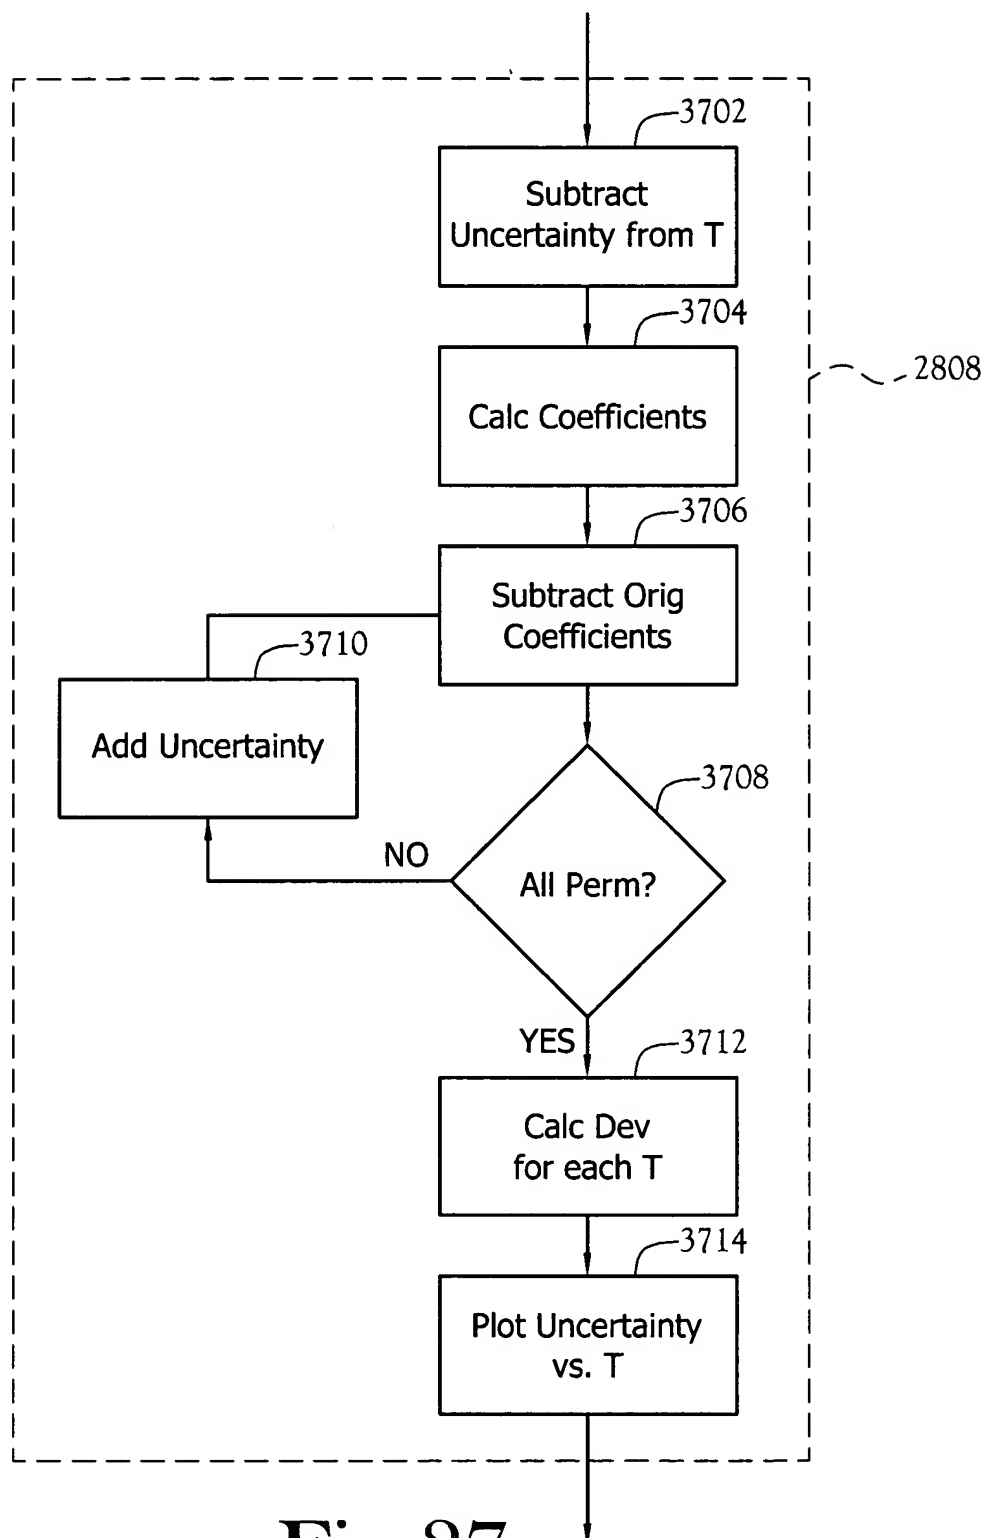 3702
Subtract
Uncertainty from T
3704
Calc Coefficients
2808
3706
Subtract Orig
Coefficients
3710
Add Uncertainty
3708
All Perm?
NO
YES
3712
Calc Dev
for each T
3714
Plot Uncertainty
vs. T